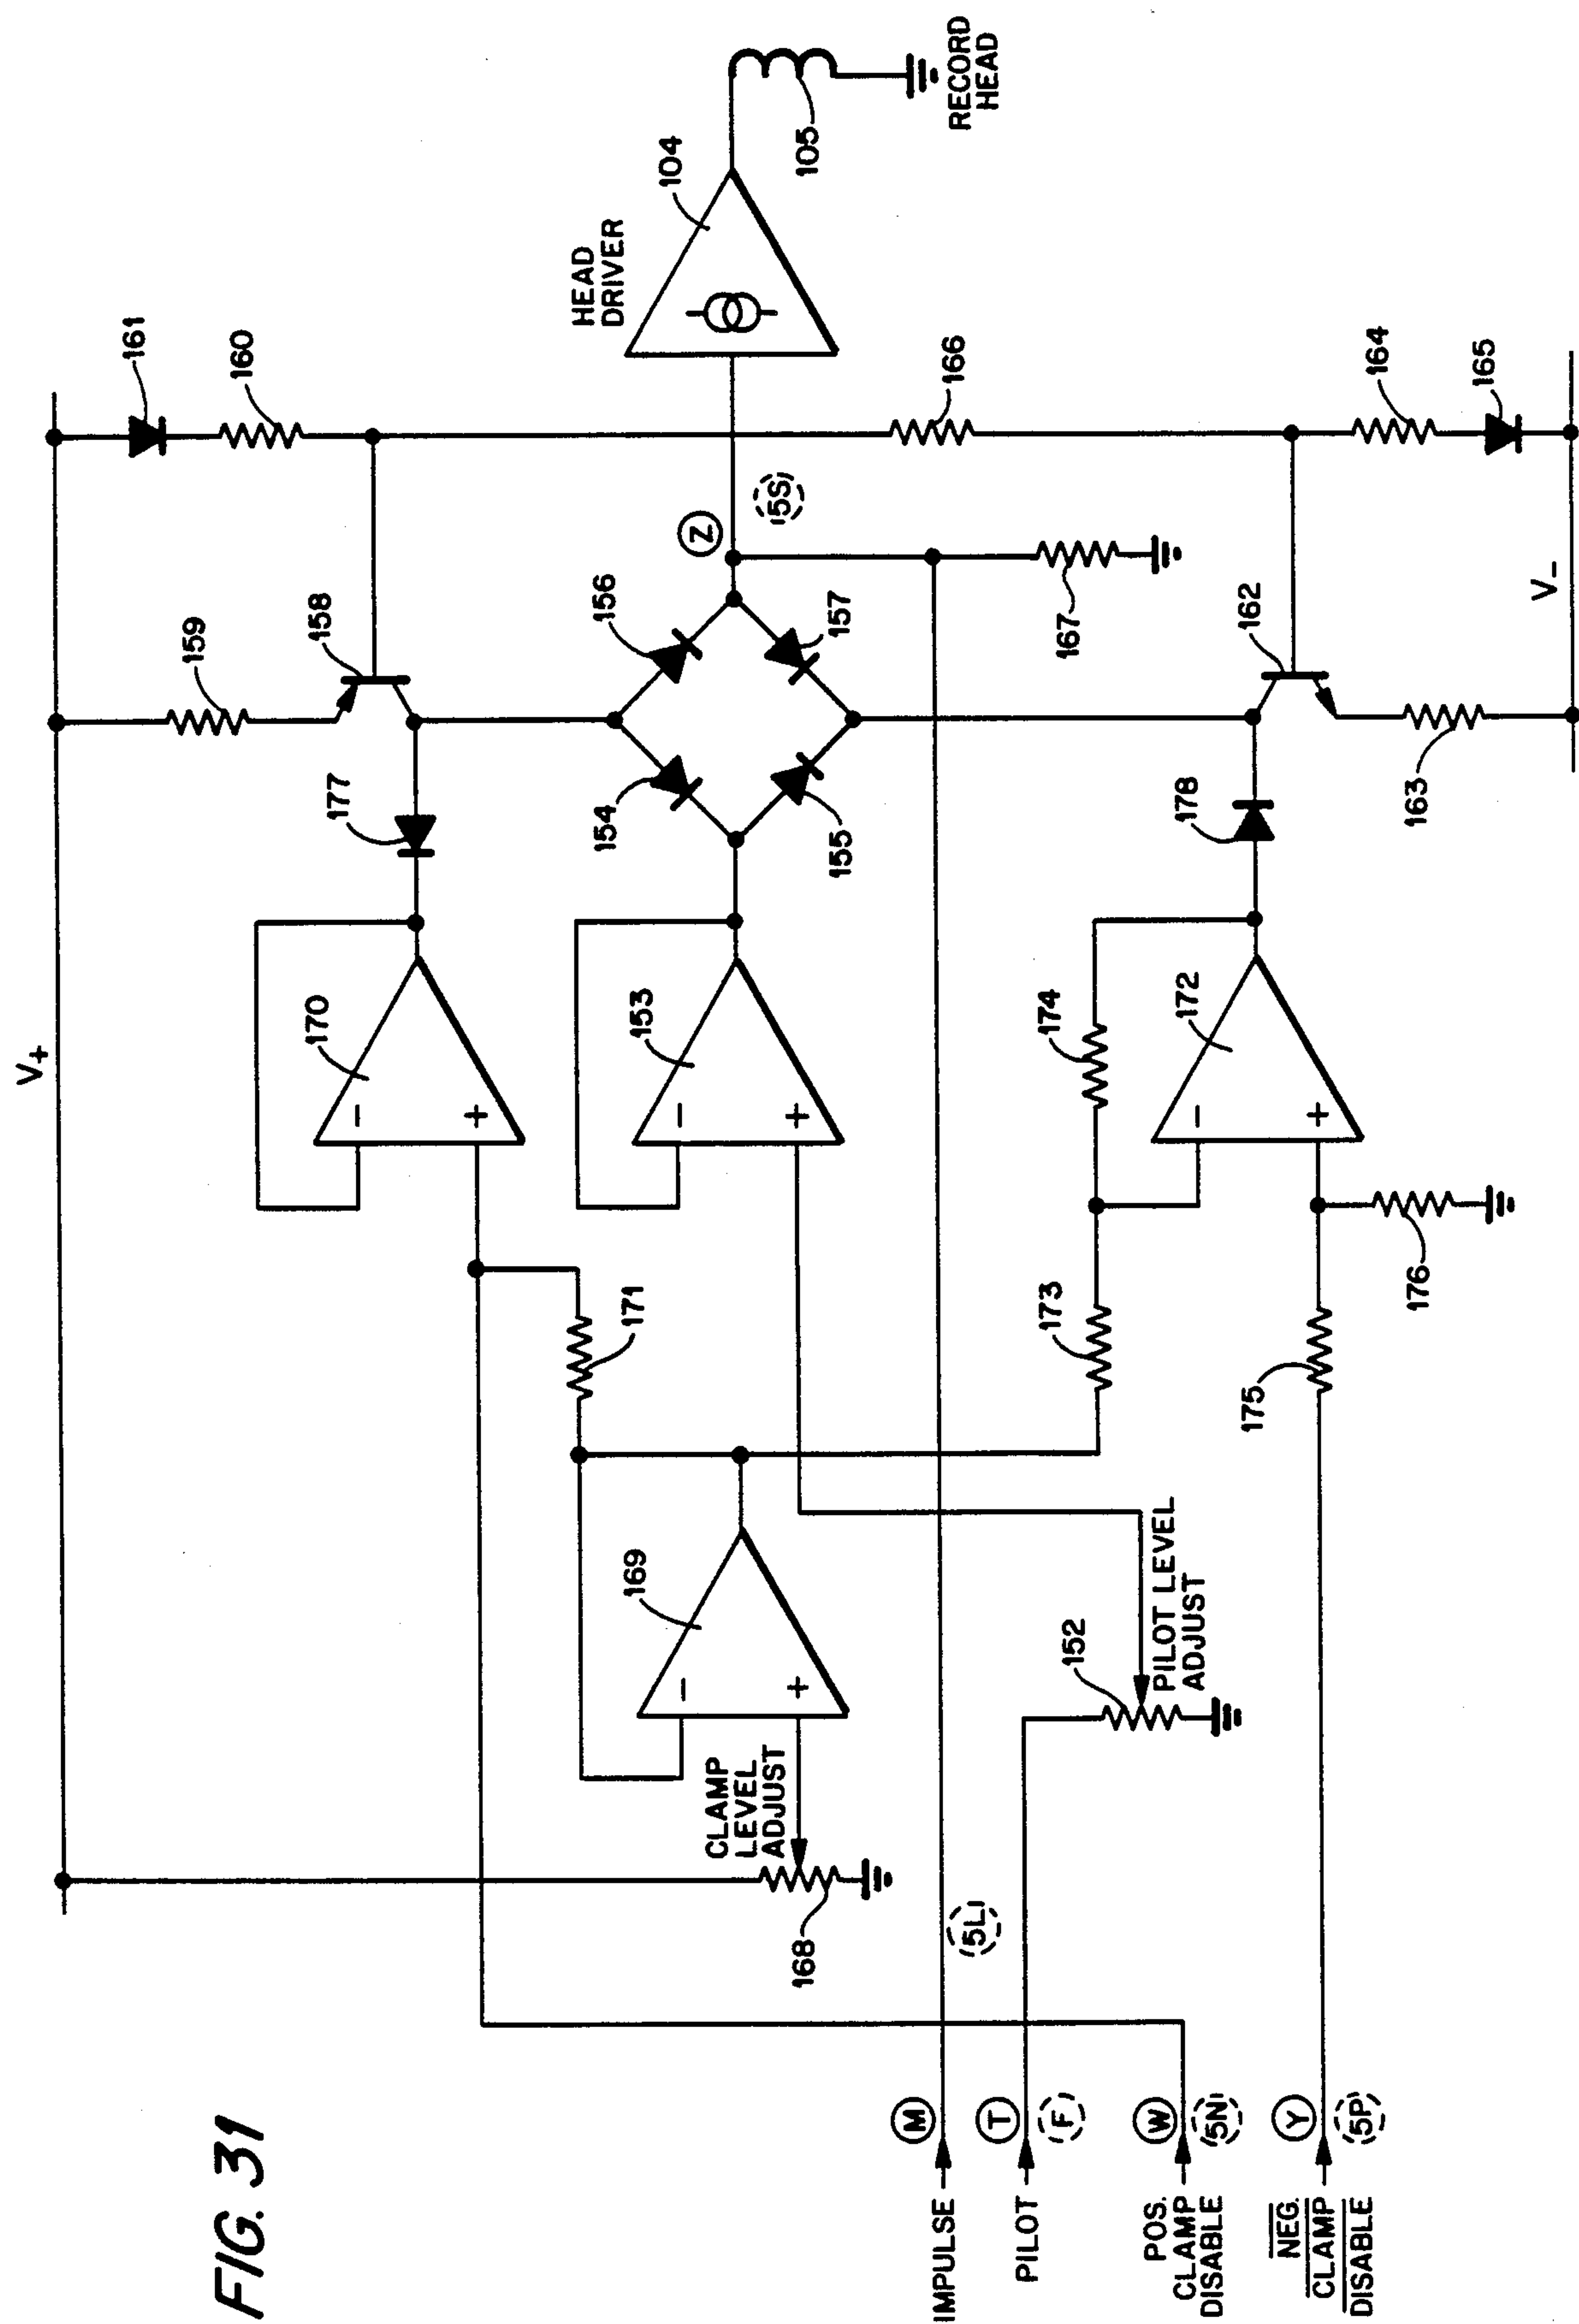 FIG. 31
V+
161
160
159
158
177
170
HEAD
DRIVER
104
105
RECORD
HEAD
Z
5S
156
154
157
155
153
166
167
171
169
CLAMP
LEVEL
ADJUST
168
174
173
172
178
162
164
165
163
V-
152
PILOT LEVEL
ADJUST
175
176
5L
IMPULSE
M
PILOT
T
F
POS.
CLAMP
DISABLE
W
5N
NEG.
CLAMP
DISABLE
Y
5P
-
+
-
+
-
+
-
+